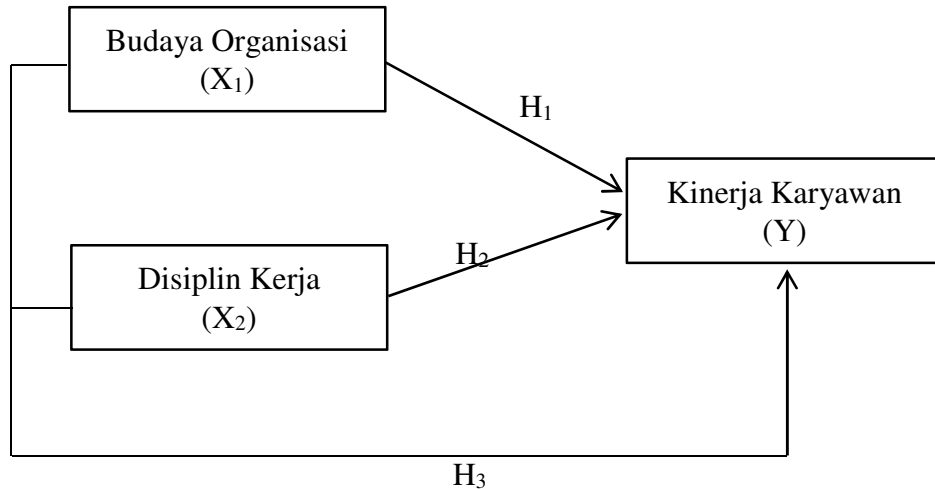 Budaya Organisasi
(X₁)
H₁
Kinerja Karyawan
(Y)
H₂
Disiplin Kerja
(X₂)
H₃